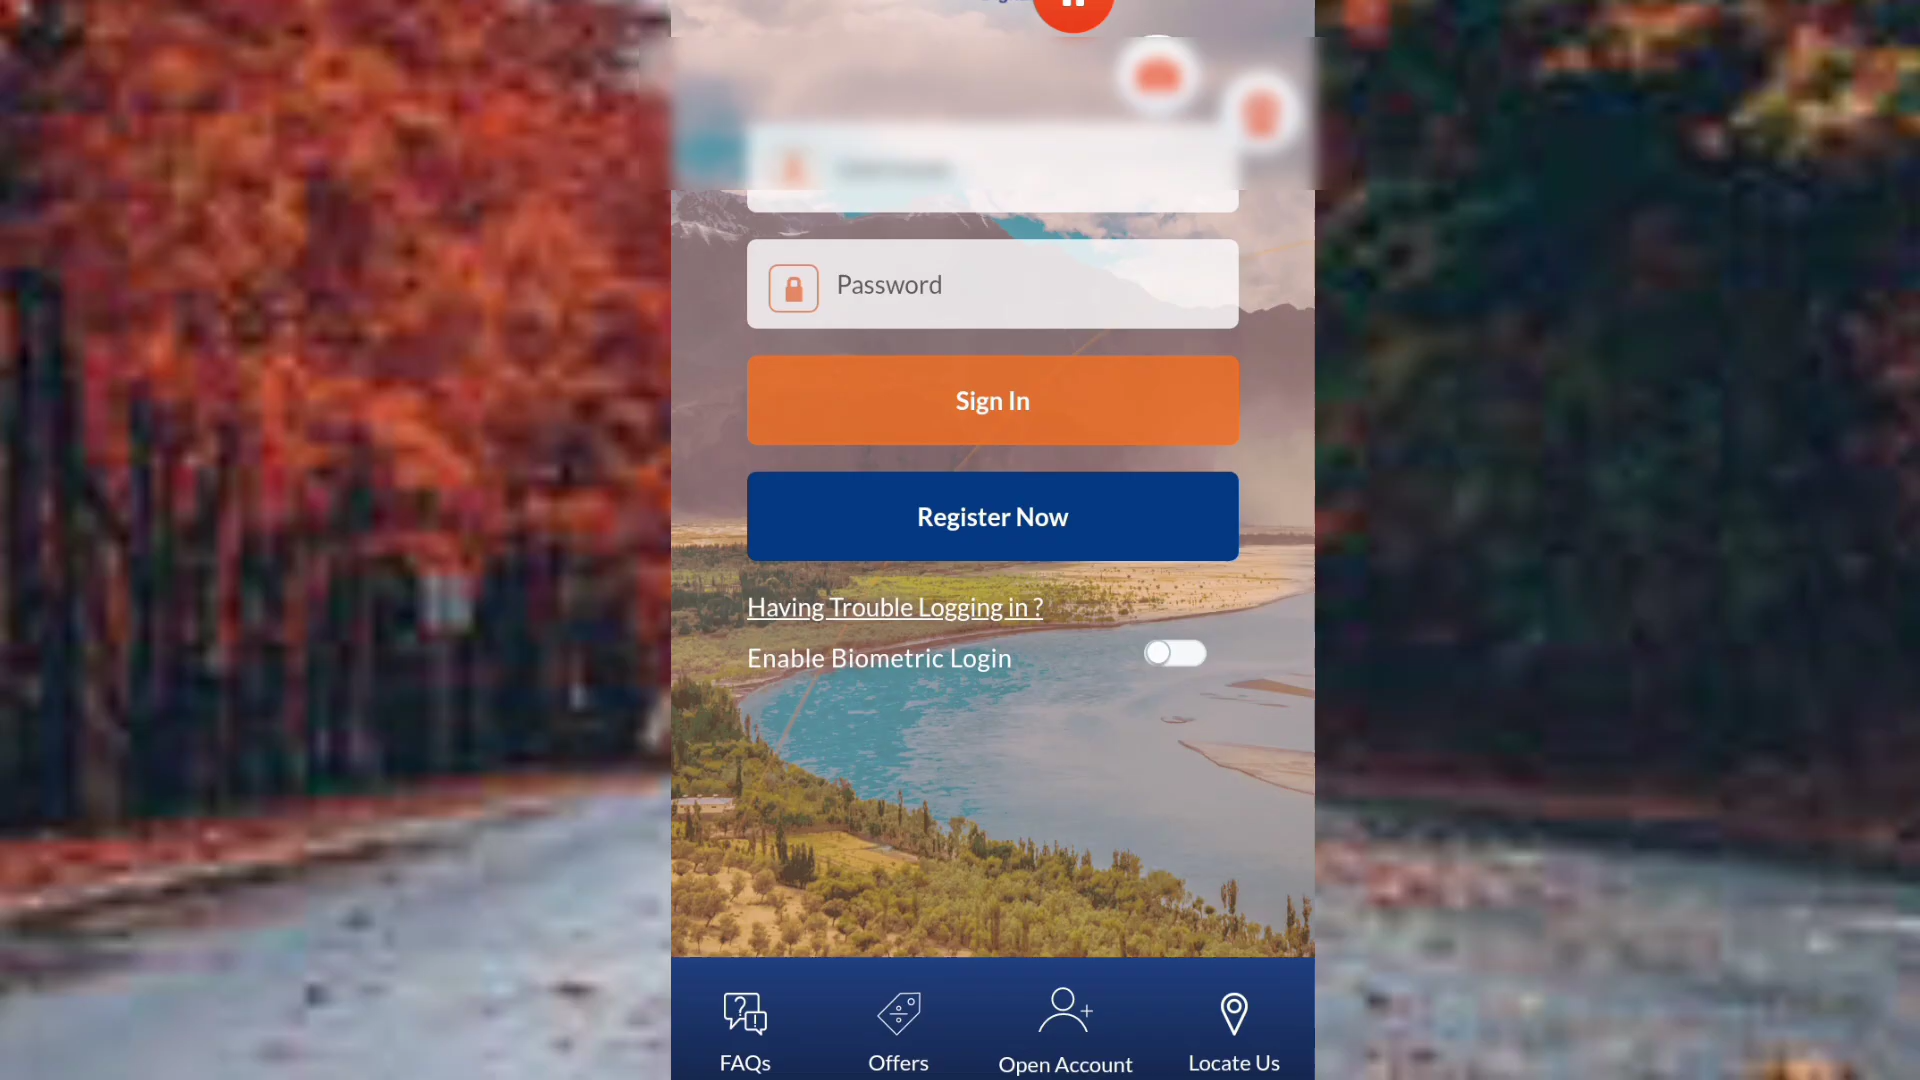 Password
Sign In
Register Now
Having Trouble Logging in ?
Enable Biometric Login
FAQs
Offers
Open Account
Locate Us